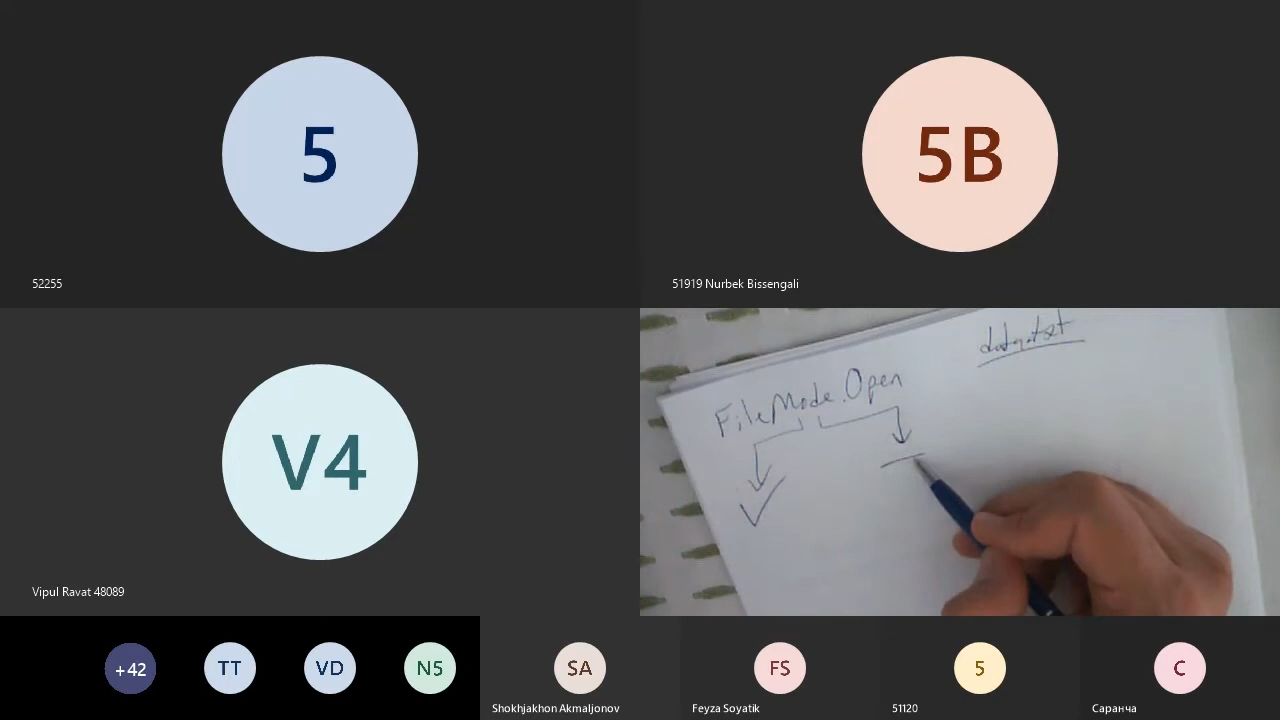 5
5B
52255
51919 Nurbek Bissengali
V4
Vipul Ravat 48089
FileMode.Open
+42
TT
VD
N5
SA
FS
5
C
Shokhjakhon Akmaljonov
Feyza Soyatik
51120
Саранча